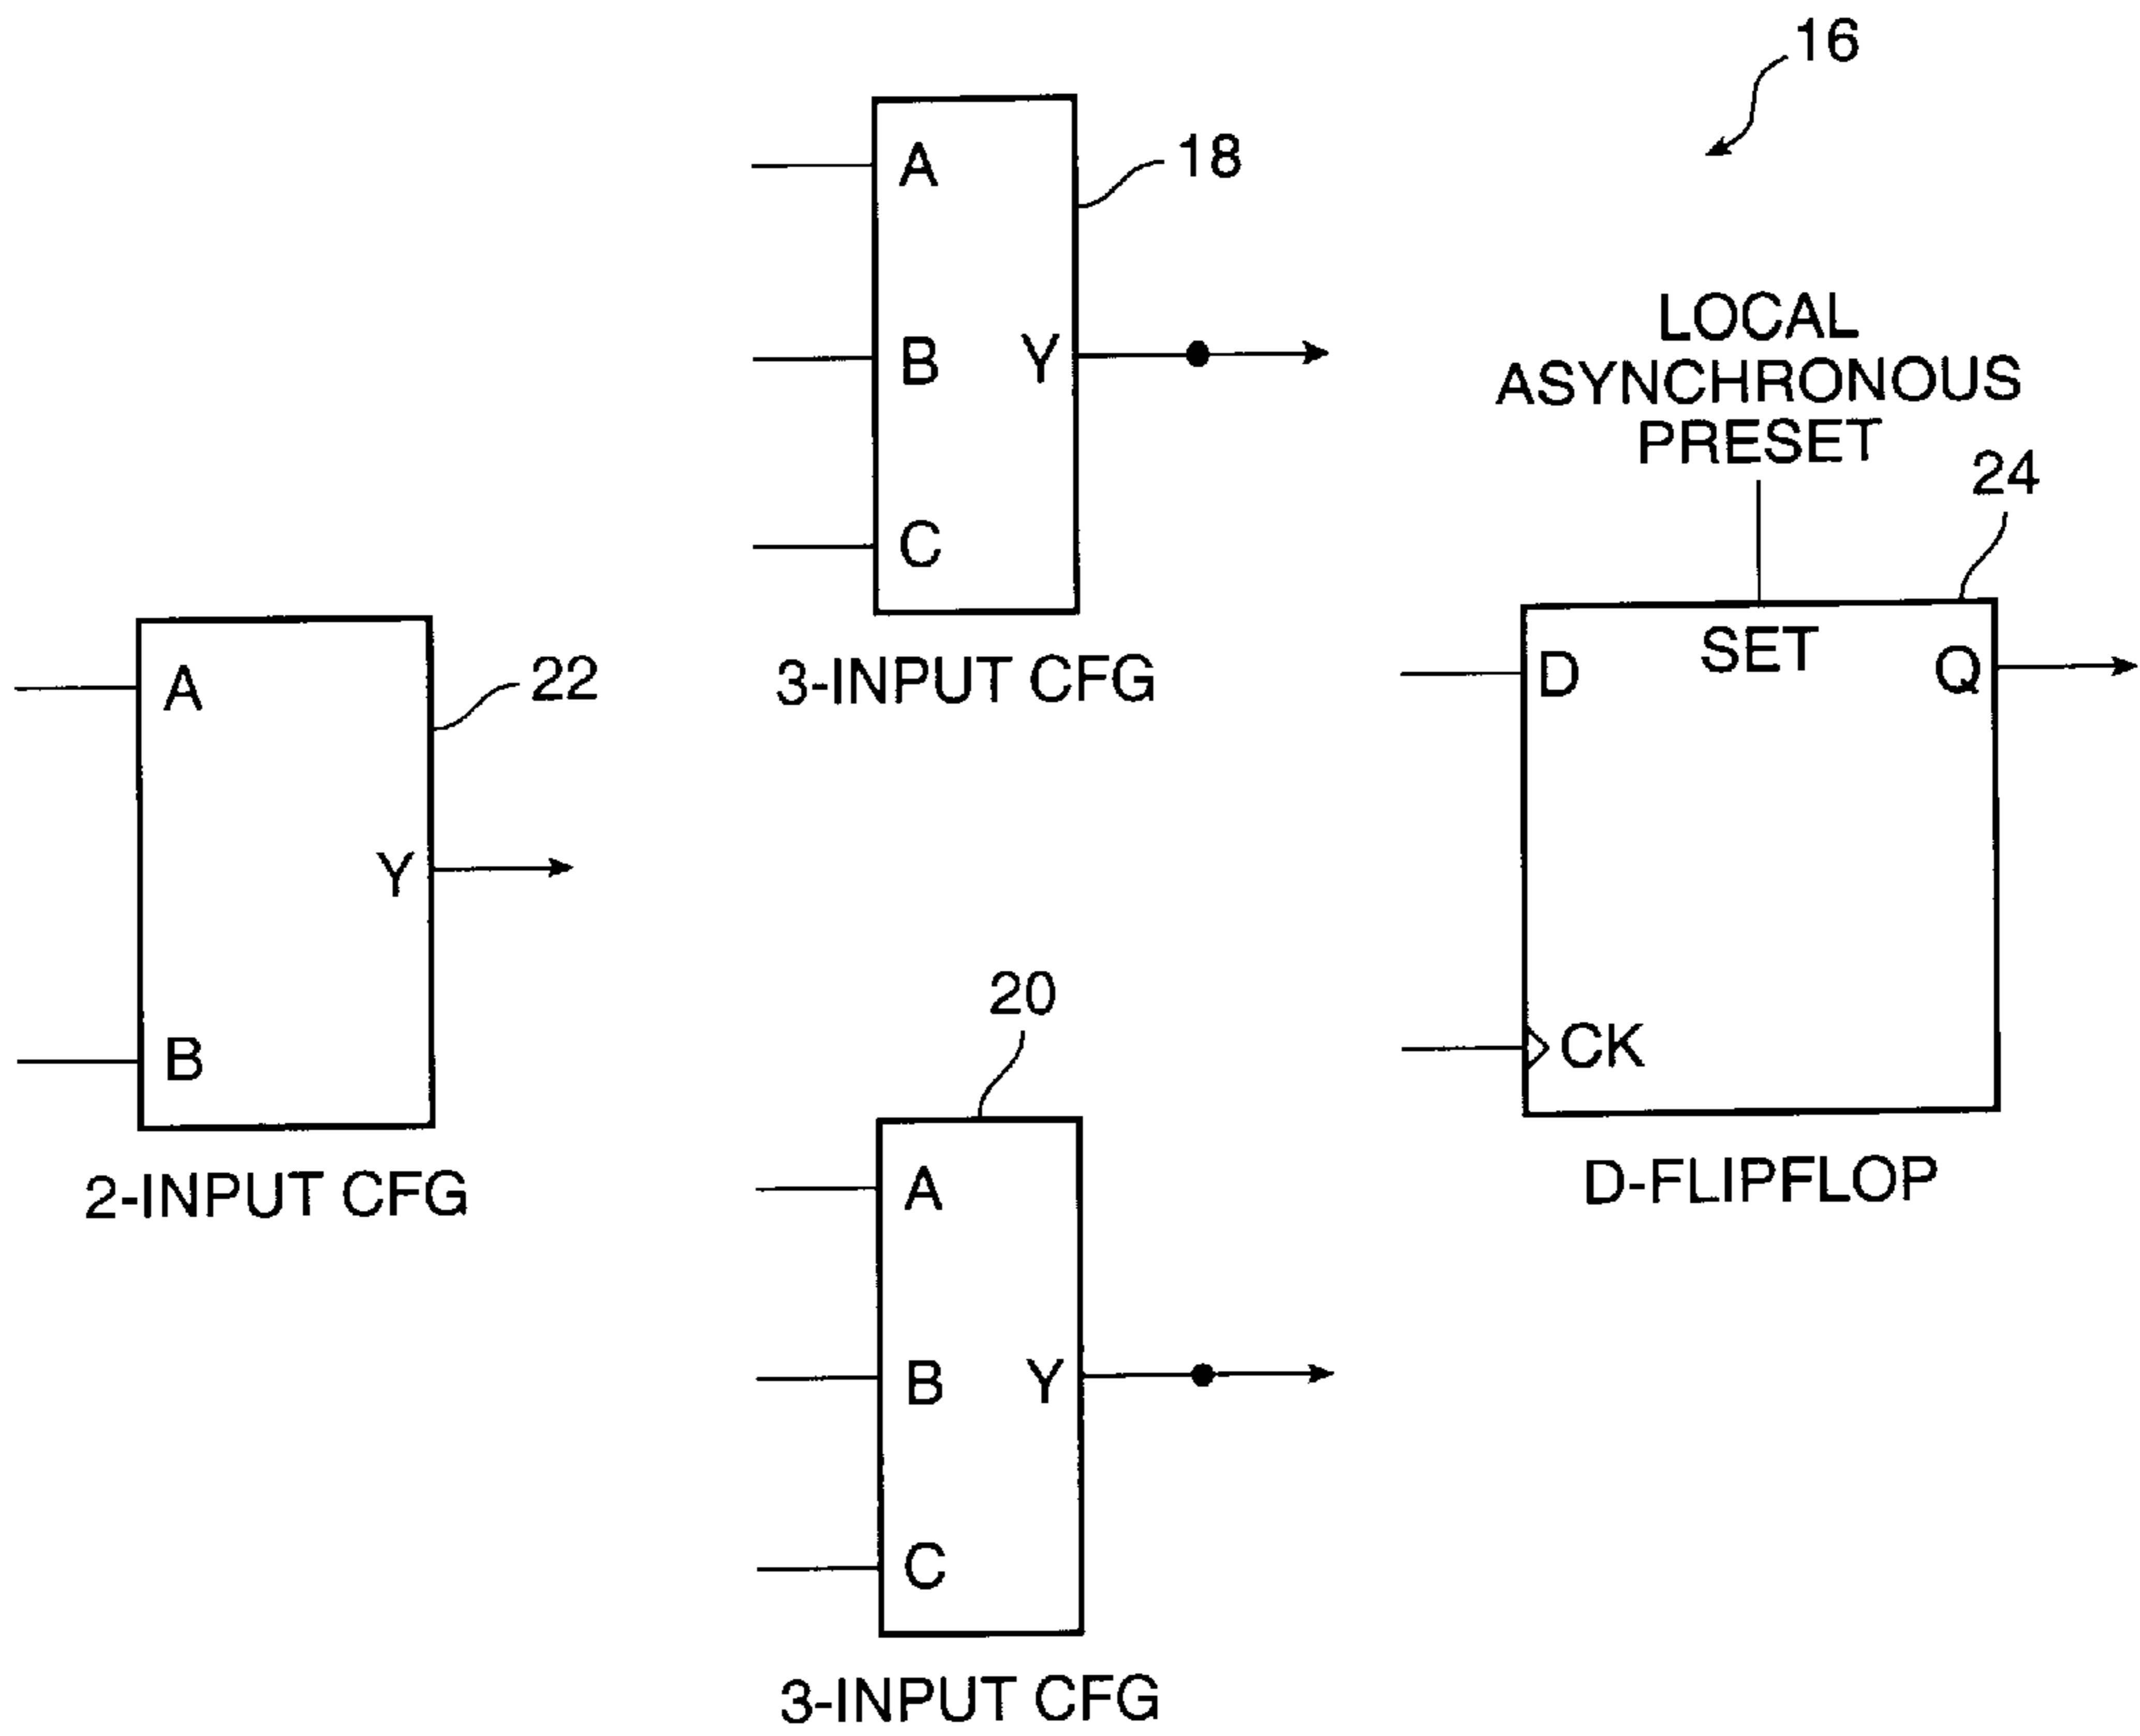 16
A
18
B
Y
C
3-INPUT CFG
LOCAL
ASYNCHRONOUS
PRESET
24
D
SET
Q
CK
D-FLIPFLOP
A
22
Y
B
2-INPUT CFG
20
A
B
Y
C
3-INPUT CFG